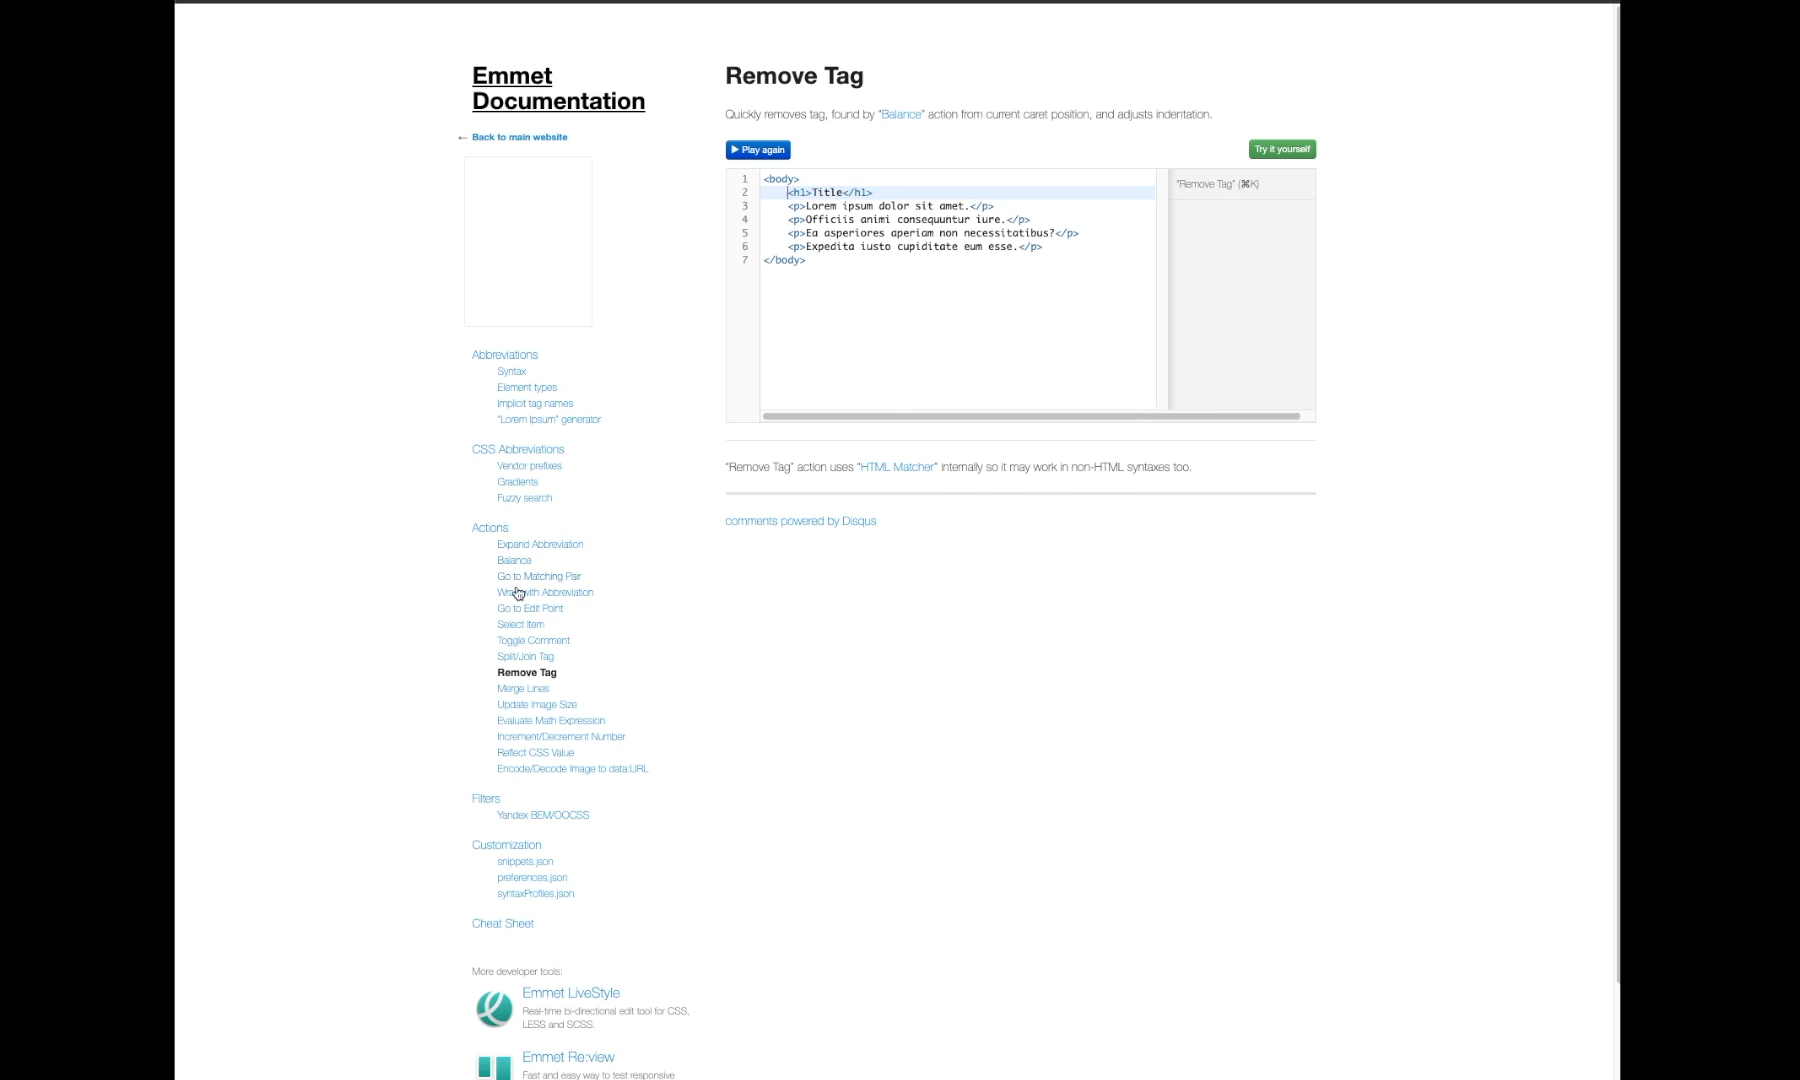 Emmet
Documentation
← Back to main website
Abbreviations
Syntax
Element types
Implicit tag names
"Lorem Ipsum" generator
CSS Abbreviations
Vendor prefixes
Gradients
Fuzzy search
Actions
Expand Abbreviation
Balance
Go to Matching Pair
Wrap with Abbreviation
Go to Edit Point
Select Item
Toggle Comment
Split/Join Tag
Remove Tag
Merge Lines
Update Image Size
Evaluate Math Expression
Increment/Decrement Number
Reflect CSS Value
Encode/Decode Image to data:URL
Filters
Yandex BEM/OOCSS
Customization
snippets.json
preferences.json
syntaxProfiles.json
Cheat Sheet
More developer tools:
Emmet LiveStyle
Real-time bi-directional edit tool for CSS,
LESS and SCSS.
Emmet Re:view
Fast and easy way to test responsive
Remove Tag
Quickly removes tag, found by "Balance" action from current caret position, and adjusts indentation.
Play again
Try it yourself
1 <body>
2 <h1>Title</h1>
3 <p>Lorem ipsum dolor sit amet.</p>
4 <p>Officiis animi consequuntur iure.</p>
5 <p>Ea asperiores aperiam non necessitatibus?</p>
6 <p>Expedita iusto cupiditate eum esse.</p>
7 </body>
"Remove Tag" (⌘K)
"Remove Tag" action uses "HTML Matcher" internally so it may work in non-HTML syntaxes too.
comments powered by Disqus